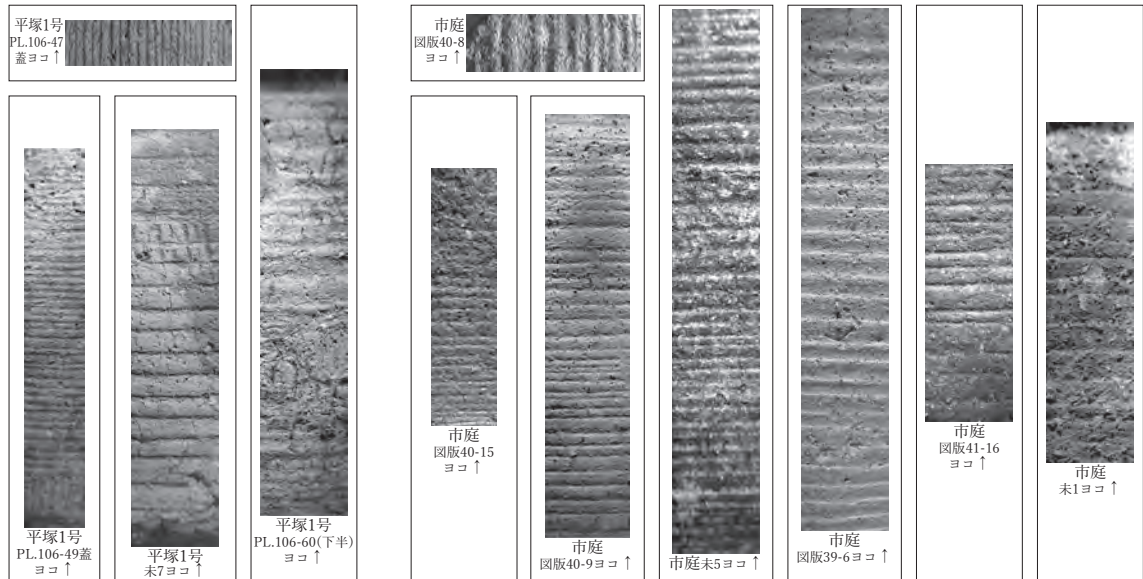 平塚1号
PL.106-47
蓋ヨコ↑
平塚1号
PL.106-49蓋
ヨコ↑
平塚1号
未7ヨコ↑
平塚1号
PL.106-60(下半)
ヨコ↑
市庭
図版40-8
ヨコ↑
市庭
図版40-15
ヨコ↑
市庭
図版40-9ヨコ↑
市庭未5ヨコ↑
市庭
図版39-6ヨコ↑
市庭
図版41-16
ヨコ↑
市庭
未1ヨコ↑